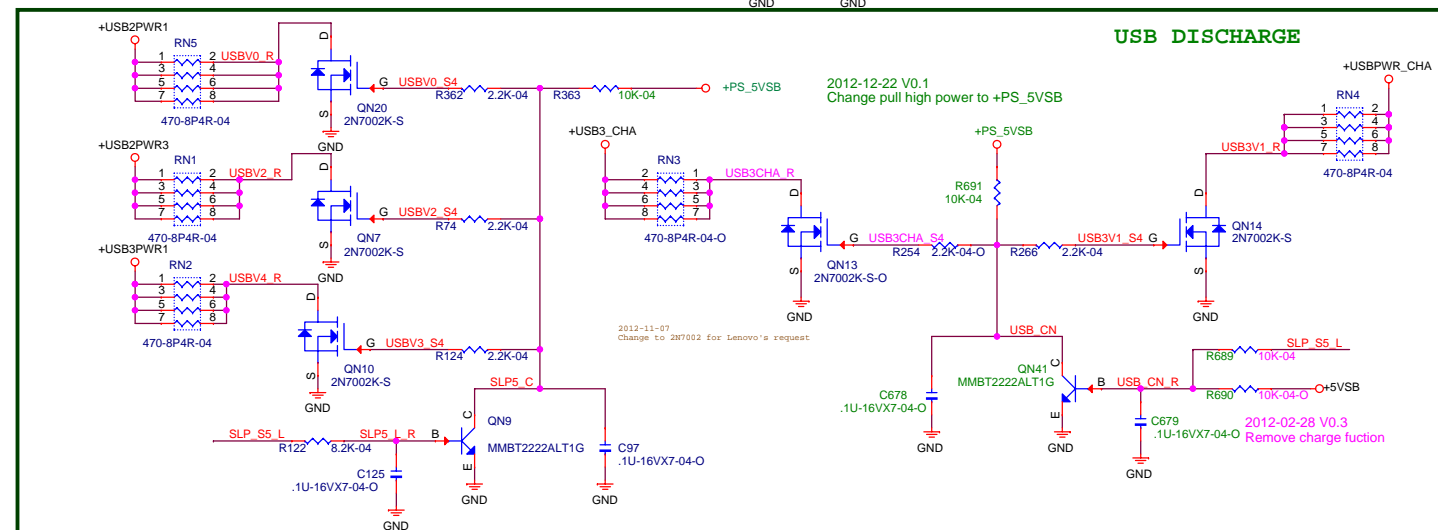 GND
GND
USB DISCHARGE
+USB2PWR1
RN5
1
2
3
4
5
6
7
8
USBV0_R
470-8P4R-04
D
S
G
QN20
2N7002K-S
GND
USBV0_S4
R362
2.2K-04
R363
10K-04
+PS_5VSB
2012-12-22 V0.1
Change pull high power to +PS_5VSB
+USBPWR_CHA
RN4
1
2
3
4
5
6
7
8
USB3V1_R
470-8P4R-04
+USB2PWR3
RN1
1
2
3
4
5
6
7
8
USBV2_R
470-8P4R-04
D
S
G
QN7
2N7002K-S
GND
USBV2_S4
R74
2.2K-04
+USB3_CHA
RN3
2
1
4
3
6
5
8
7
USB3CHA_R
470-8P4R-04-O
D
S
G
QN13
2N7002K-S-O
GND
USB3CHA_S4
R254
2.2K-04-O
+PS_5VSB
R691
10K-04
R266
2.2K-04
USB3V1_S4
G
D
S
QN14
2N7002K-S
GND
+USB3PWR1
RN2
1
2
3
4
5
6
7
8
USBV4_R
470-8P4R-04
D
S
G
QN10
2N7002K-S
GND
USBV3_S4
R124
2.2K-04
2012-11-07
Change to 2N7002 for Lenovo's request
SLP5_C
SLP_S5_L
R122
8.2K-04
SLP5_L_R
B
C
E
QN9
MMBT2222ALT1G
GND
C125
.1U-16VX7-04-O
GND
C97
.1U-16VX7-04-O
GND
USB_CN
C678
.1U-16VX7-04-O
GND
QN41
MMBT2222ALT1G
C
B
E
GND
USB_CN_R
R689
10K-04
SLP_S5_L
R690
10K-04-O
+5VSB
C679
.1U-16VX7-04-O
GND
2012-02-28 V0.3
Remove charge fuction